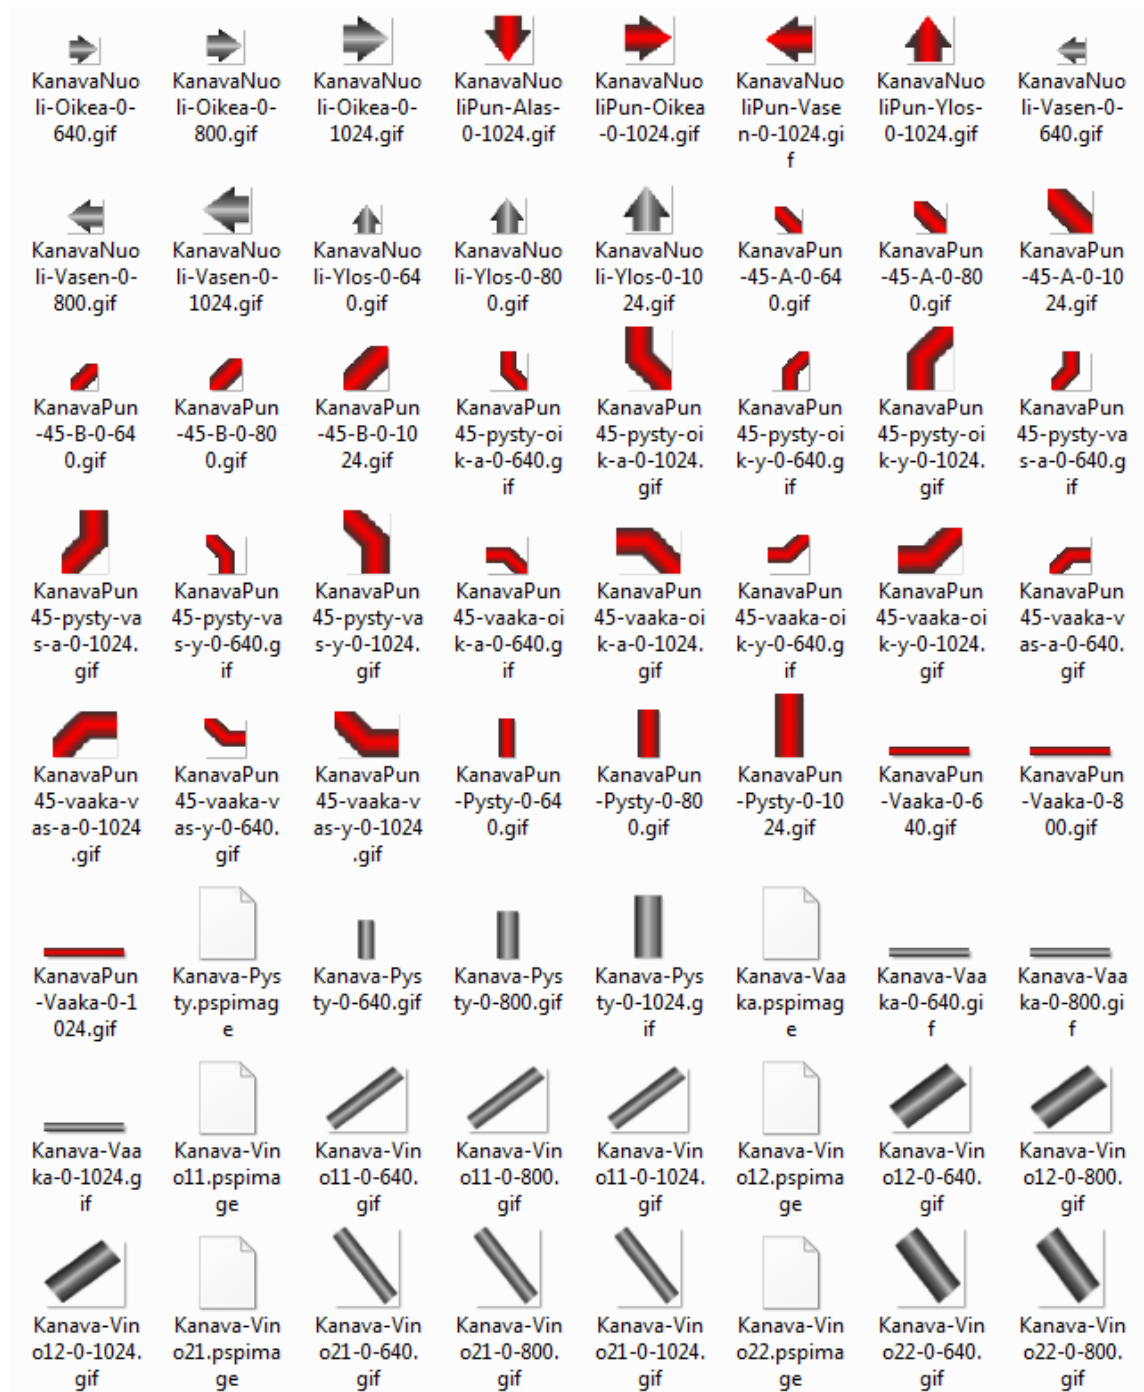 KanavaNuo
li-Oikea-0-
640.gif
KanavaNuo
li-Oikea-0-
800.gif
KanavaNuo
li-Oikea-0-
1024.gif
KanavaNuo
liPun-Alas-
0-1024.gif
KanavaNuo
liPun-Oikea
-0-1024.gif
KanavaNuo
liPun-Vase
n-0-1024.gi
f
KanavaNuo
liPun-Ylos-
0-1024.gif
KanavaNuo
li-Vasen-0-
640.gif
KanavaNuo
li-Vasen-0-
800.gif
KanavaNuo
li-Vasen-0-
1024.gif
KanavaNuo
li-Ylos-0-64
0.gif
KanavaNuo
li-Ylos-0-80
0.gif
KanavaNuo
li-Ylos-0-10
24.gif
KanavaPun
-45-A-0-64
0.gif
KanavaPun
-45-A-0-80
0.gif
KanavaPun
-45-A-0-10
24.gif
KanavaPun
-45-B-0-64
0.gif
KanavaPun
-45-B-0-80
0.gif
KanavaPun
-45-B-0-10
24.gif
KanavaPun
45-pysty-oi
k-a-0-640.g
if
KanavaPun
45-pysty-oi
k-a-0-1024.
gif
KanavaPun
45-pysty-oi
k-y-0-640.g
if
KanavaPun
45-pysty-oi
k-y-0-1024.
gif
KanavaPun
45-pysty-va
s-a-0-640.g
if
KanavaPun
45-pysty-va
s-a-0-1024.
gif
KanavaPun
45-pysty-va
s-y-0-640.g
if
KanavaPun
45-pysty-va
s-y-0-1024.
gif
KanavaPun
45-vaaka-oi
k-a-0-640.g
if
KanavaPun
45-vaaka-oi
k-a-0-1024.
gif
KanavaPun
45-vaaka-oi
k-y-0-640.g
if
KanavaPun
45-vaaka-oi
k-y-0-1024.
gif
KanavaPun
45-vaaka-v
as-a-0-640.
gif
KanavaPun
45-vaaka-v
as-a-0-1024
.gif
KanavaPun
45-vaaka-v
as-y-0-640.
gif
KanavaPun
45-vaaka-v
as-y-0-1024
.gif
KanavaPun
-Pysty-0-64
0.gif
KanavaPun
-Pysty-0-80
0.gif
KanavaPun
-Pysty-0-10
24.gif
KanavaPun
-Vaaka-0-6
40.gif
KanavaPun
-Vaaka-0-8
00.gif
KanavaPun
-Vaaka-0-1
024.gif
Kanava-Pys
ty.pspimag
e
Kanava-Pys
ty-0-640.gif
Kanava-Pys
ty-0-800.gif
Kanava-Pys
ty-0-1024.g
if
Kanava-Vaa
ka.pspimag
e
Kanava-Vaa
ka-0-640.gi
f
Kanava-Vaa
ka-0-800.gi
f
Kanava-Vaa
ka-0-1024.g
if
Kanava-Vin
o11.pspima
ge
Kanava-Vin
o11-0-640.
gif
Kanava-Vin
o11-0-800.
gif
Kanava-Vin
o11-0-1024.
gif
Kanava-Vin
o12.pspima
ge
Kanava-Vin
o12-0-640.
gif
Kanava-Vin
o12-0-800.
gif
Kanava-Vin
o12-0-1024.
gif
Kanava-Vin
o21.pspima
ge
Kanava-Vin
o21-0-640.
gif
Kanava-Vin
o21-0-800.
gif
Kanava-Vin
o21-0-1024.
gif
Kanava-Vin
o22.pspima
ge
Kanava-Vin
o22-0-640.
gif
Kanava-Vin
o22-0-800.
gif